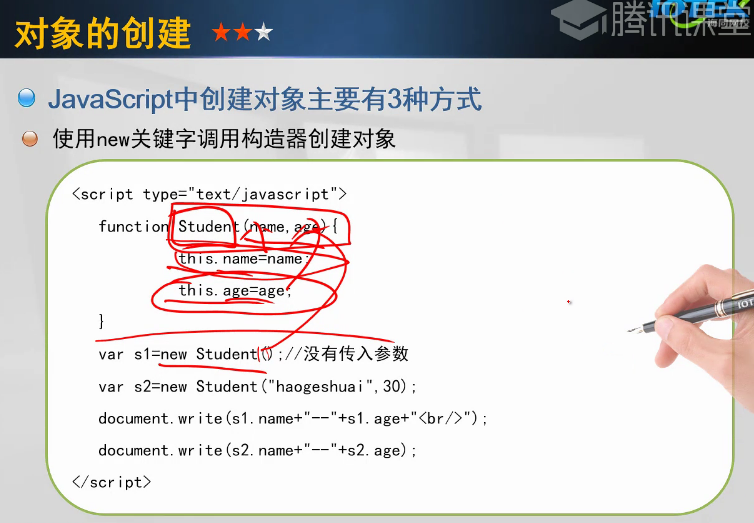 对象的创建
腾讯课堂
JavaScript中创建对象主要有3种方式
使用new关键字调用构造器创建对象
<script type="text/javascript">
function Student(name,age){
this.name=name;
this.age=age;
}
var s1=new Student();//没有传入参数
var s2=new Student("haogeshuai",30);
document.write(s1.name+"--"+s1.age+"<br/>");
document.write(s2.name+"--"+s2.age);
</script>